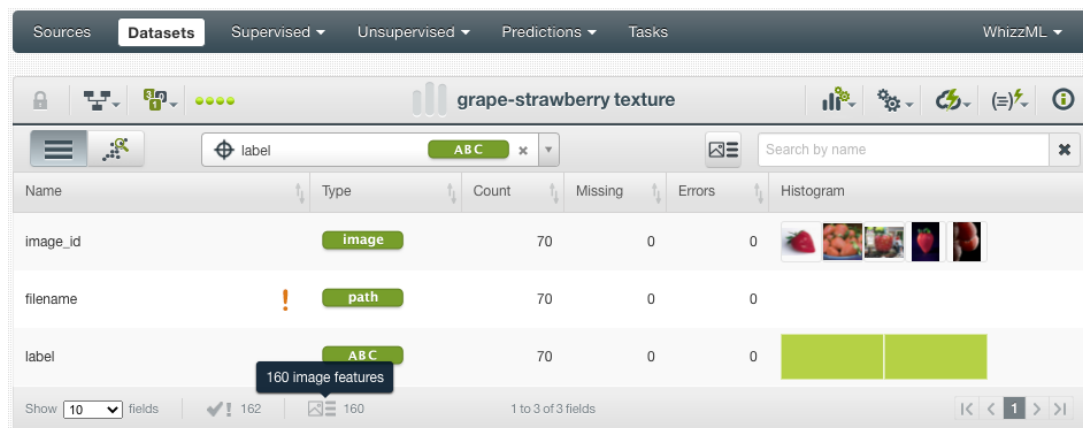 Sources Datasets Supervised Unsupervised Predictions Tasks WhizzML
grape-strawberry texture
label ABC Search by name
Name Type Count Missing Errors Histogram
image_id image 70 0 0
filename path 70 0 0
label ABC 70 0 0
160 image features
Show 10 fields 162 160 1 to 3 of 3 fields 1